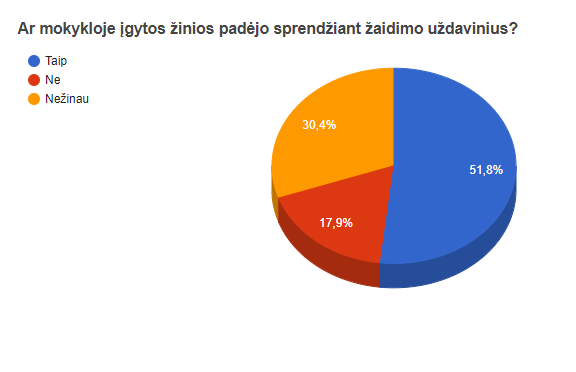 Ar mokykloje įgytos žinios padėjo sprendžiant žaidimo uždavinius?
Taip
Ne
Nežinau
30,4%
51,8%
17,9%